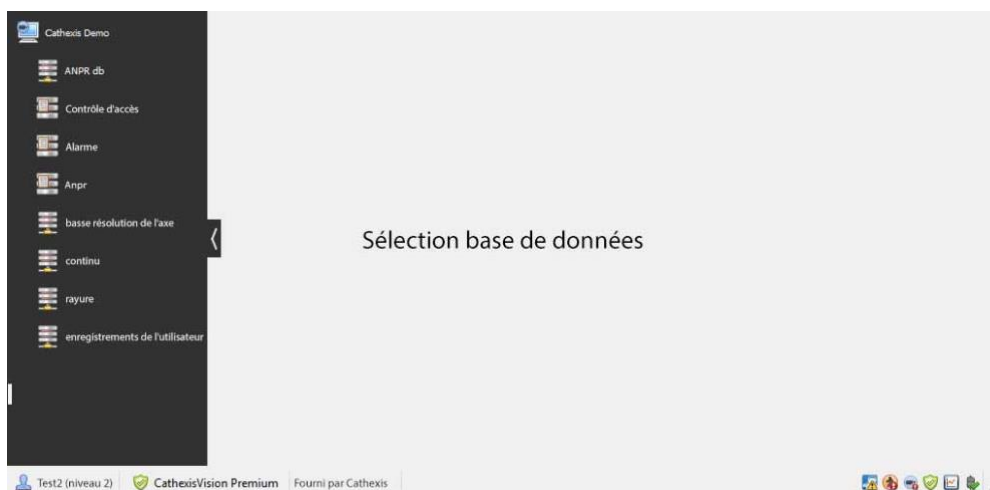 Cathexis Demo
ANPR db
Contrôle d'accès
Alarme
Anpr
basse résolution de l'axe
continu
rayure
enregistrements de l'utilisateur
Sélection base de données
Test2 (niveau 2) CathexisVision Premium Fourni par Cathexis